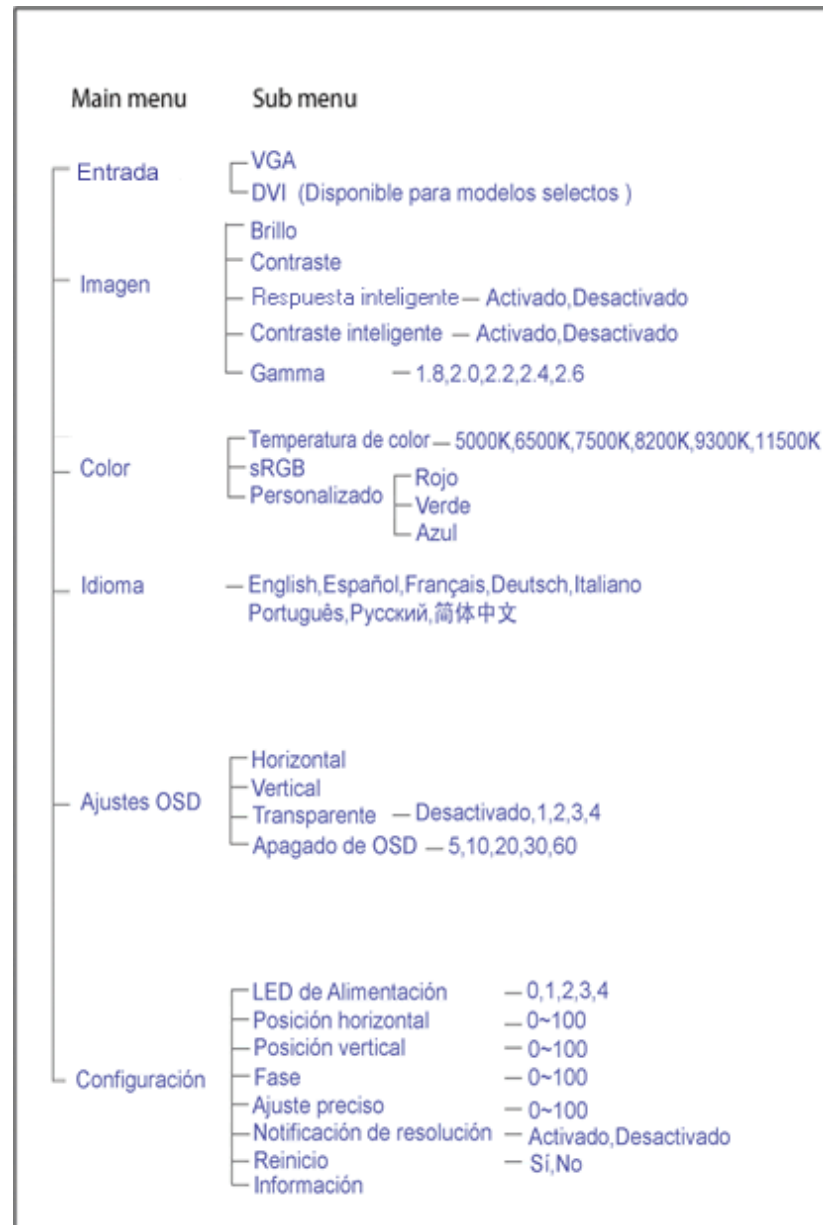 Main menu Sub menu
Entrada VGA
DVI (Disponible para modelos selectos )
Imagen Brillo
Contraste
Respuesta inteligente — Activado,Desactivado
Contraste inteligente — Activado,Desactivado
Gamma — 1.8,2.0,2.2,2.4,2.6
Color Temperatura de color — 5000K,6500K,7500K,8200K,9300K,11500K
sRGB
Personalizado Rojo
Verde
Azul
Idioma — English,Español,Français,Deutsch,Italiano
Português,Русский,简体中文
Ajustes OSD Horizontal
Vertical
Transparente — Desactivado,1,2,3,4
Apagado de OSD — 5,10,20,30,60
Configuración LED de Alimentación — 0,1,2,3,4
Posición horizontal — 0~100
Posición vertical — 0~100
Fase — 0~100
Ajuste preciso — 0~100
Notificación de resolución — Activado,Desactivado
Reinicio — Sí,No
Información